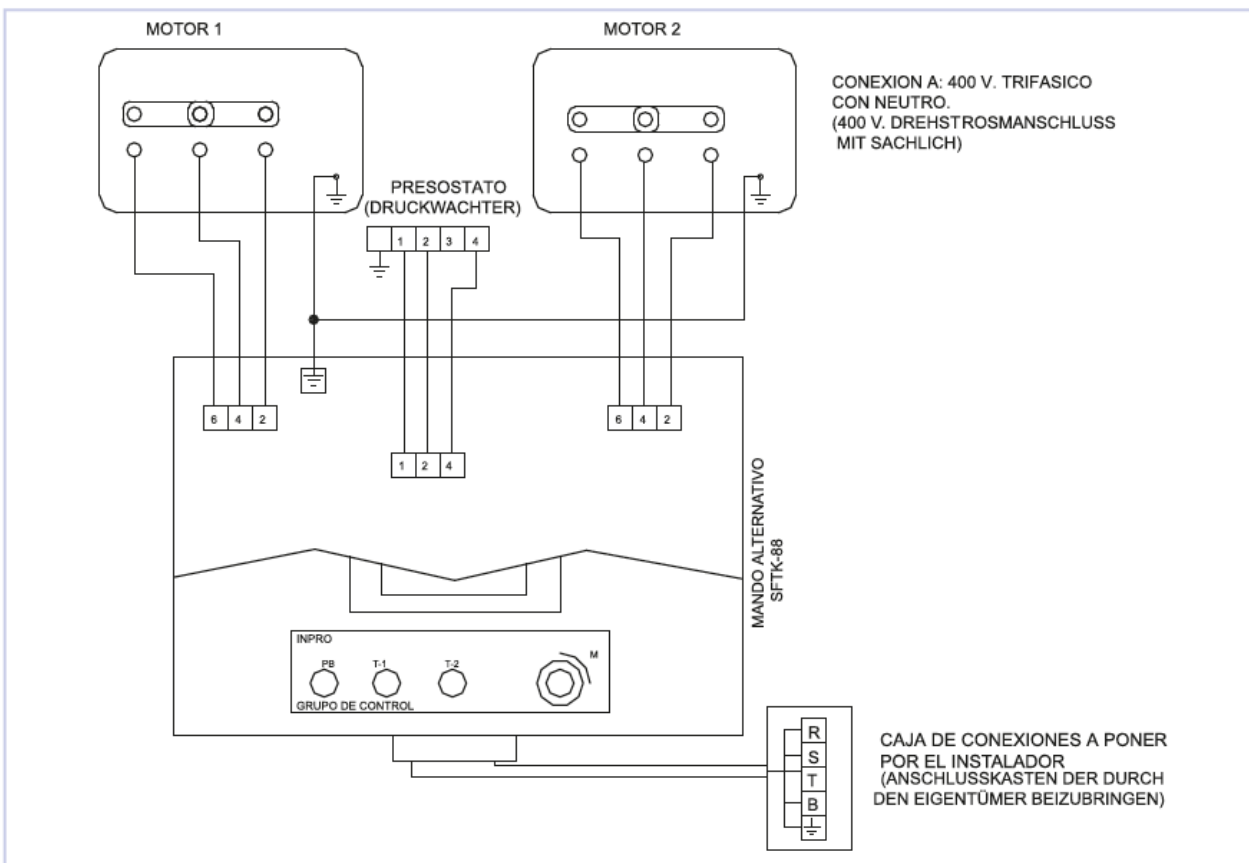 MOTOR 1
MOTOR 2
CONEXION A: 400 V. TRIFASICO
CON NEUTRO.
(400 V. DREHSTROSMANSCHLUSS
MIT SACHLICH)
PRESOSTATO
(DRUCKWACHTER)
1 2 3 4
6 4 2
6 4 2
1 2 4
MANDO ALTERNATIVO
SFTK-88
INPRO
PB T-1 T-2 M
GRUPO DE CONTROL
R
S
T
B
CAJA DE CONEXIONES A PONER
POR EL INSTALADOR
(ANSCHLUSSKASTEN DER DURCH
DEN EIGENTÜMER BEIZUBRINGEN)